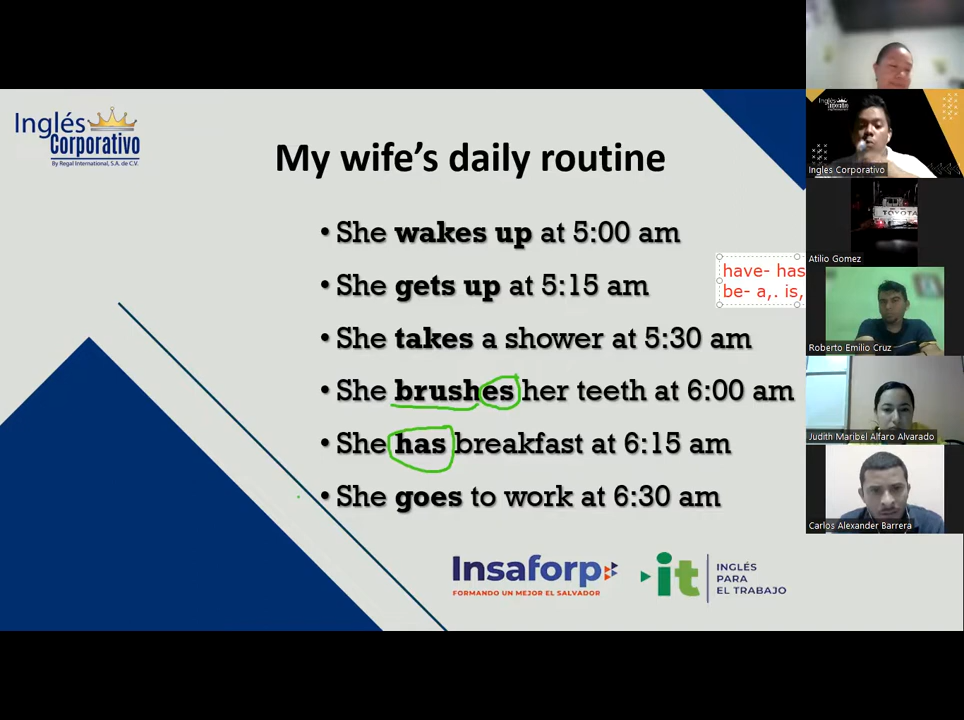 Inglés
Corporativo
By Regal International, S.A. de C.V.
My wife's daily routine
• She wakes up at 5:00 am
• She gets up at 5:15 am
• She takes a shower at 5:30 am
• She brushes her teeth at 6:00 am
• She has breakfast at 6:15 am
• She goes to work at 6:30 am
have- has
be- a,. is,
Insaforp
FORMANDO UN MEJOR EL SALVADOR
it
INGLÉS
PARA
EL TRABAJO
Ingles Corporativo
TOYOTA
Atilio Gomez
Roberto Emilio Cruz
Judith Maribel Alfaro Alvarado
Carlos Alexander Barrera